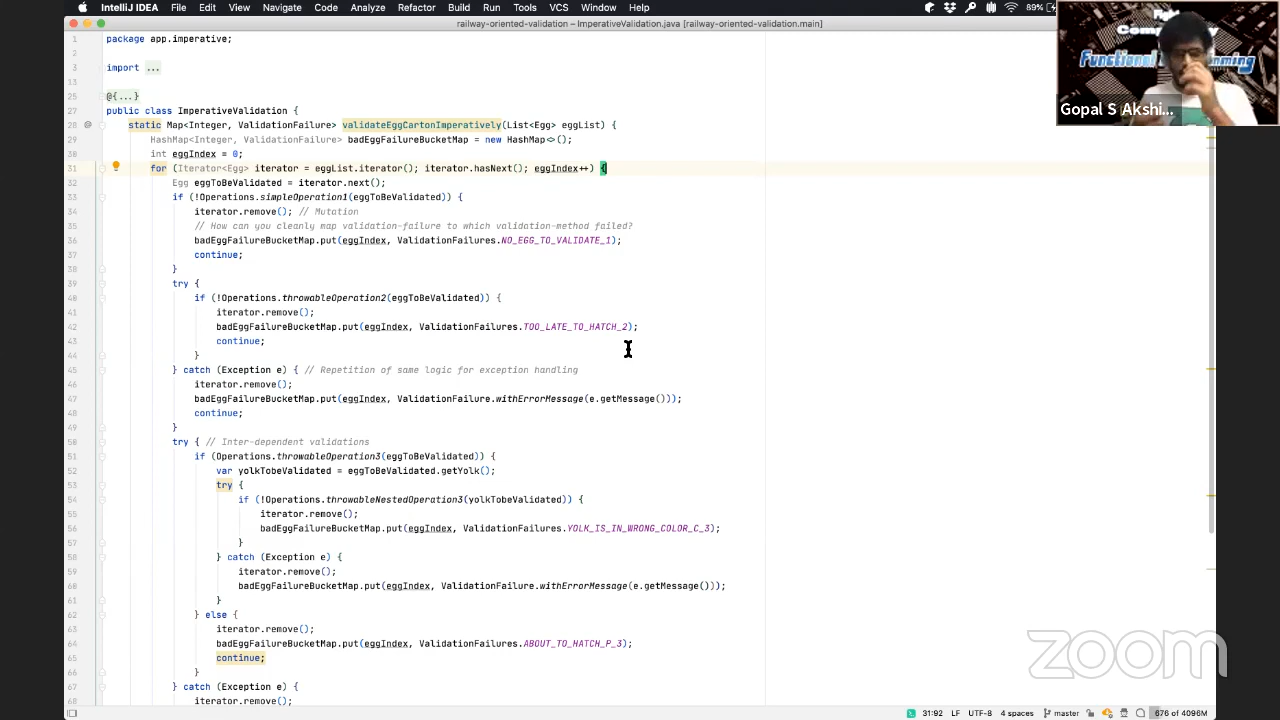 IntelliJ IDEA File Edit View Navigate Code Analyze Refactor Build Run Tools VCS Window Help 89%
railway-oriented-validation – ImperativeValidation.java [railway-oriented-validation.main]
1 package app.imperative;
2
3 import ...
13
25 @{...}
27 public class ImperativeValidation {
28 @ static Map<Integer, ValidationFailure> validateEggCartonImperatively(List<Egg> eggList) {
29 HashMap<Integer, ValidationFailure> badEggFailureBucketMap = new HashMap<>();
30 int eggIndex = 0;
31 for (Iterator<Egg> iterator = eggList.iterator(); iterator.hasNext(); eggIndex++) {
32 Egg eggToBeValidated = iterator.next();
33 if (!Operations.simpleOperation1(eggToBeValidated)) {
34 iterator.remove(); // Mutation
35 // How can you cleanly map validation-failure to which validation-method failed?
36 badEggFailureBucketMap.put(eggIndex, ValidationFailures.NO_EGG_TO_VALIDATE_1);
37 continue;
38 }
39 try {
40 if (!Operations.throwableOperation2(eggToBeValidated)) {
41 iterator.remove();
42 badEggFailureBucketMap.put(eggIndex, ValidationFailures.TOO_LATE_TO_HATCH_2);
43 continue;
44 }
45 } catch (Exception e) { // Repetition of same logic for exception handling
46 iterator.remove();
47 badEggFailureBucketMap.put(eggIndex, ValidationFailure.withErrorMessage(e.getMessage()));
48 continue;
49 }
50 try { // Inter-dependent validations
51 if (Operations.throwableOperation3(eggToBeValidated)) {
52 var yolkTobeValidated = eggToBeValidated.getYolk();
53 try {
54 if (!Operations.throwableNestedOperation3(yolkTobeValidated)) {
55 iterator.remove();
56 badEggFailureBucketMap.put(eggIndex, ValidationFailures.YOLK_IS_IN_WRONG_COLOR_C_3);
57 }
58 } catch (Exception e) {
59 iterator.remove();
60 badEggFailureBucketMap.put(eggIndex, ValidationFailure.withErrorMessage(e.getMessage()));
61 }
62 } else {
63 iterator.remove();
64 badEggFailureBucketMap.put(eggIndex, ValidationFailures.ABOUT_TO_HATCH_P_3);
65 continue;
66 }
67 } catch (Exception e) {
68 iterator.remove();
Gopal S Akshi...
zoom
31:92 LF UTF-8 4 spaces master 676 of 4096M